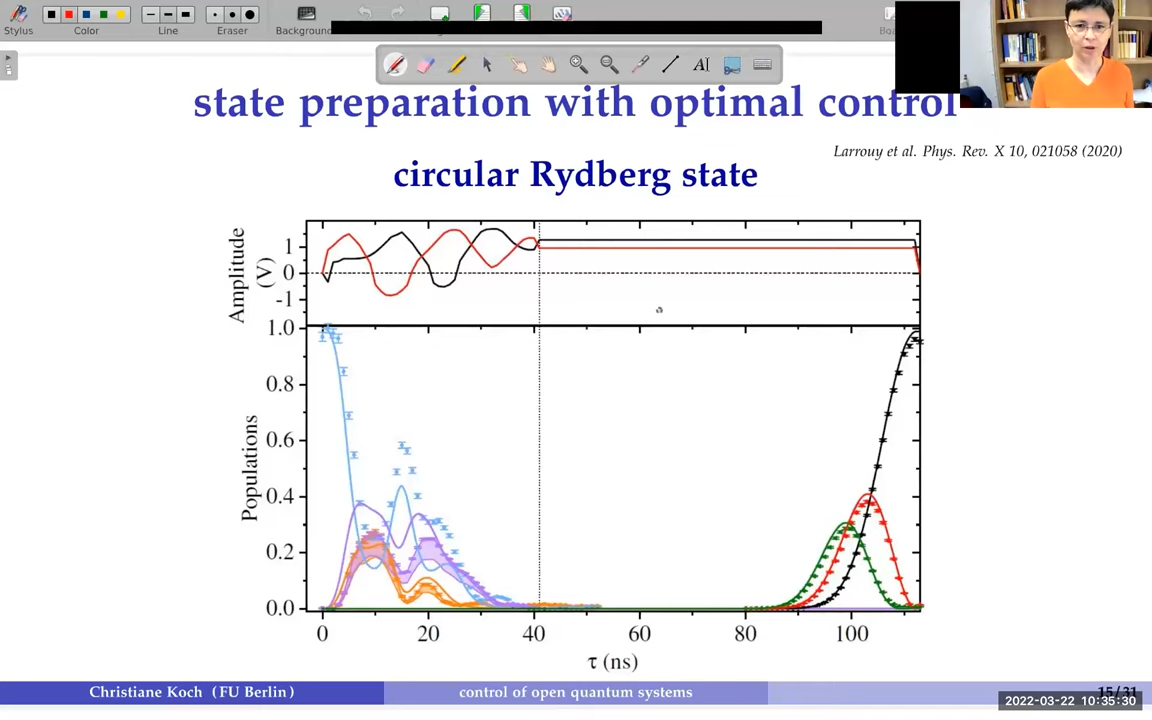 Stylus
Color
Line
Eraser
Background
state preparation with optimal control
Larrouy et al. Phys. Rev. X 10, 021058 (2020)
circular Rydberg state
Amplitude
(V)
1
0
-1
Populations
1.0
0.8
0.6
0.4
0.2
0.0
0 20 40 60 80 100
τ (ns)
Christiane Koch (FU Berlin)
control of open quantum systems
15/31
2022-03-22 10:35:30